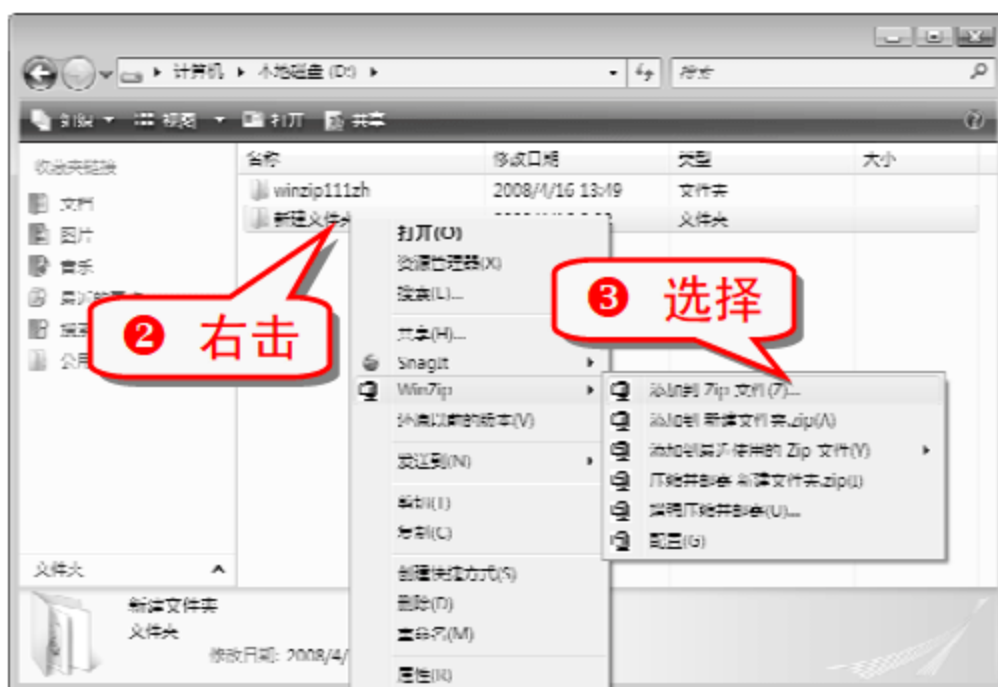 计算机 ▸ 本地磁盘 (D:) ▸
搜索
组织 视图 打开 共享
收藏夹链接
文档
图片
音乐
公用
文件夹
名称 修改日期 类型 大小
winzip111zh 2008/4/16 13:49 文件夹
新建文件夹 文件夹
❷ 右击
❸ 选择
打开(O)
资源管理器(X)
搜索(L)...
共享(H)...
SnagIt
WinZip
还原以前的版本(V)
发送到(N)
剪切(T)
复制(C)
创建快捷方式(S)
删除(D)
重命名(M)
属性(R)
添加到 Zip 文件(Z)...
添加到 新建文件夹.zip(A)
添加到最近使用的 Zip 文件(Y)
压缩并邮寄 新建文件夹.zip(I)
增强压缩并邮寄(U)...
配置(G)
新建文件夹
文件夹
修改日期: 2008/4/